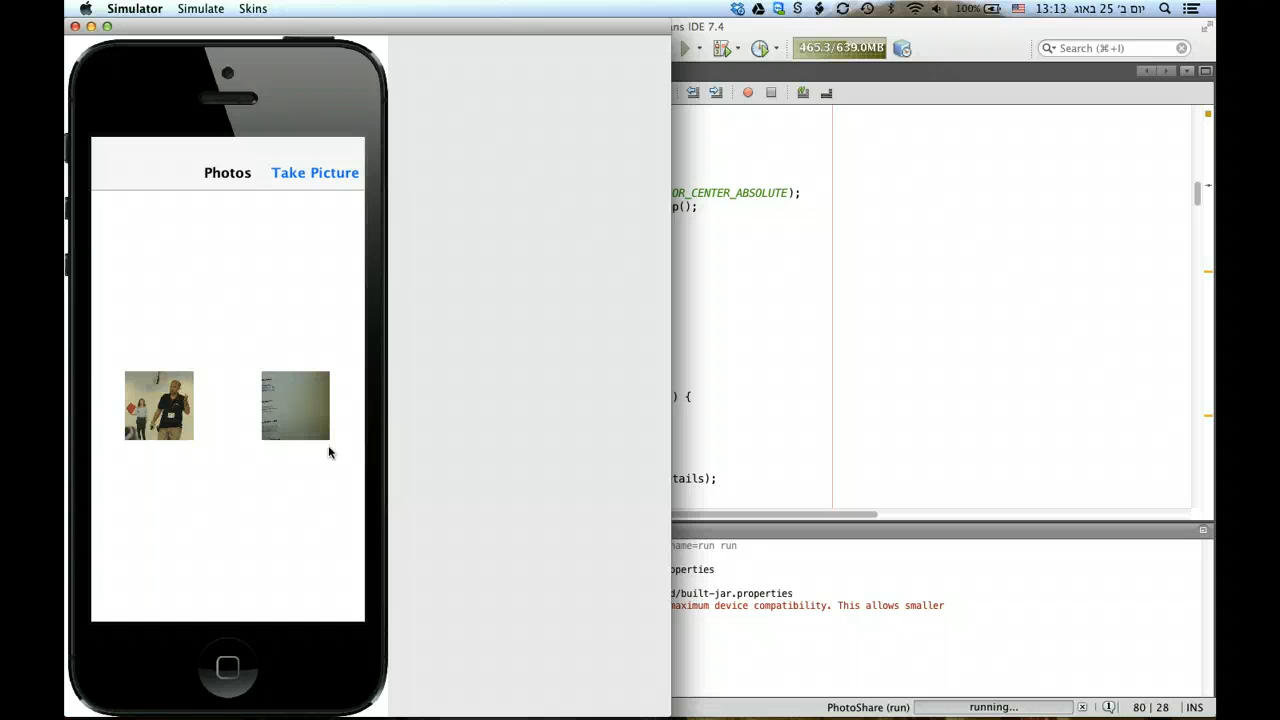 Simulator Simulate Skins 100% 13:13 יום ב׳ 25 באוג
ns IDE 7.4
465.3/639.0MB Search (⌘+I)
Photos Take Picture
OR_CENTER_ABSOLUTE);
p();
) {
tails);
name=run run
operties
d/built-jar.properties
maximum device compatibility. This allows smaller
PhotoShare (run) running... 80 | 28 INS